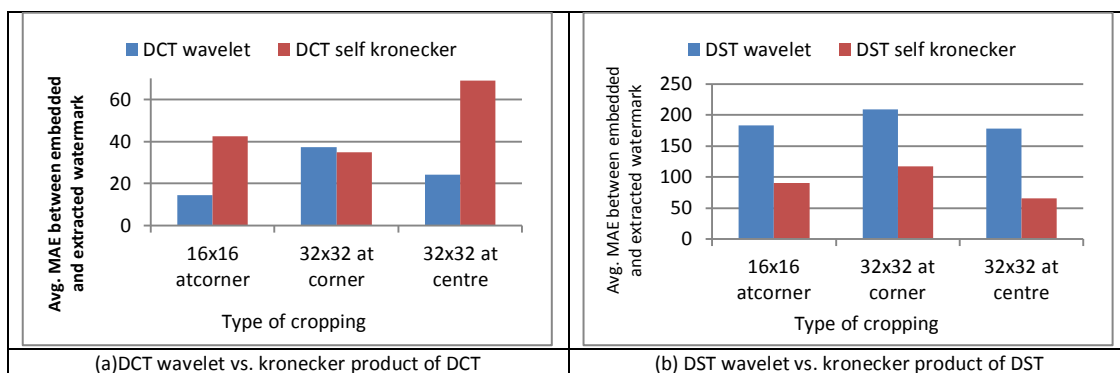 DCT wavelet DCT self kronecker
Avg. MAE between embedded
and extracted watermark
60
40
20
0
16x16
atcorner
32x32 at
corner
32x32 at
centre
Type of cropping
(a)DCT wavelet vs. kronecker product of DCT
DST wavelet DST self kronecker
Avg. MAE between embedded
and extracted watermark
250
200
150
100
50
0
16x16
atcorner
32x32 at
corner
32x32 at
centre
Type of cropping
(b) DST wavelet vs. kronecker product of DST